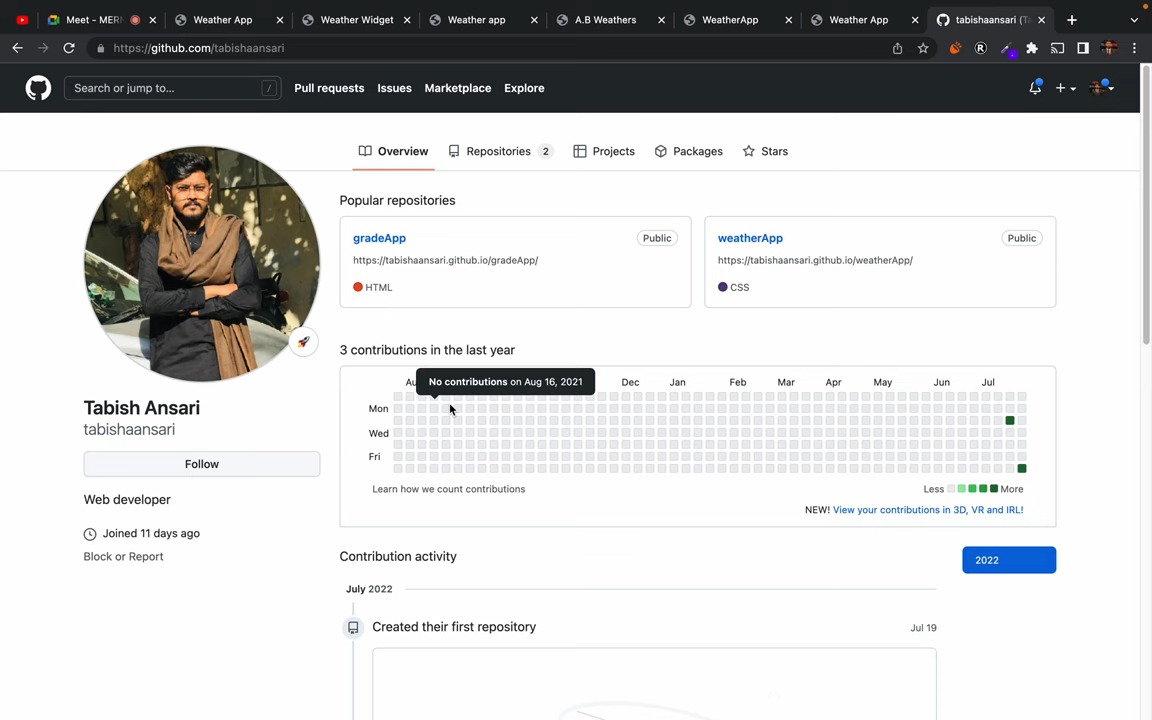 Meet - MERN
Weather App
Weather Widget
Weather app
A.B Weathers
WeatherApp
Weather App
tabishaansari (T
https://github.com/tabishaansari
R
Search or jump to...
/
Pull requests
Issues
Marketplace
Explore
Overview
Repositories 2
Projects
Packages
Stars
Popular repositories
gradeApp
Public
https://tabishaansari.github.io/gradeApp/
HTML
weatherApp
Public
https://tabishaansari.github.io/weatherApp/
CSS
Tabish Ansari
tabishaansari
Follow
Web developer
Joined 11 days ago
Block or Report
3 contributions in the last year
No contributions on Aug 16, 2021
Au
Dec
Jan
Feb
Mar
Apr
May
Jun
Jul
Mon
Wed
Fri
Learn how we count contributions
Less
More
NEW! View your contributions in 3D, VR and IRL!
Contribution activity
2022
July 2022
Created their first repository
Jul 19